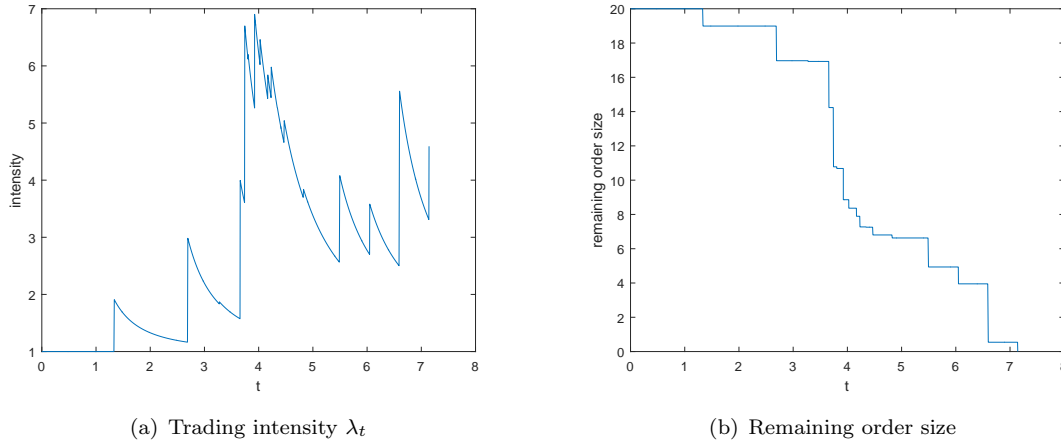 7
6
5
4
3
2
1
intensity
0 1 2 3 4 5 6 7 8
t
(a) Trading intensity λt
20
18
16
14
12
10
8
6
4
2
0
remaining order size
0 1 2 3 4 5 6 7 8
t
(b) Remaining order size